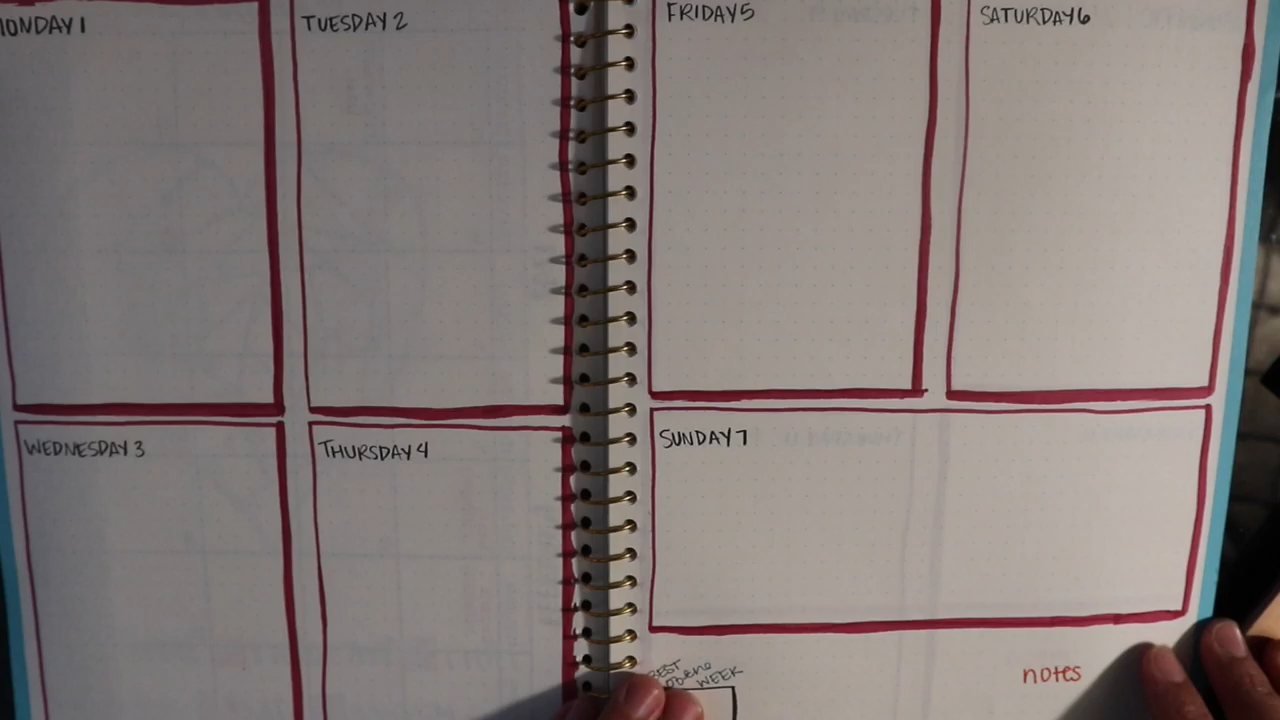 MONDAY 1
TUESDAY 2
WEDNESDAY 3
THURSDAY 4
FRIDAY 5
SATURDAY 6
SUNDAY 7
WEEK
notes